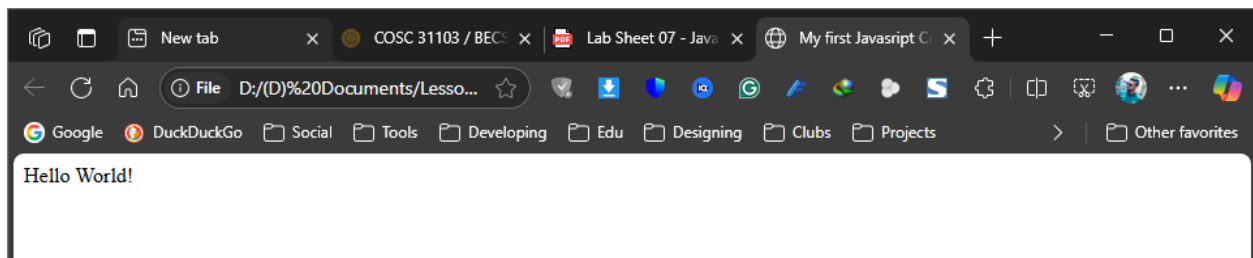 New tab COSC 31103 / BECS Lab Sheet 07 - Java My first Javasript C
File D:/(D)%20Documents/Lesso...
Google DuckDuckGo Social Tools Developing Edu Designing Clubs Projects Other favorites
Hello World!